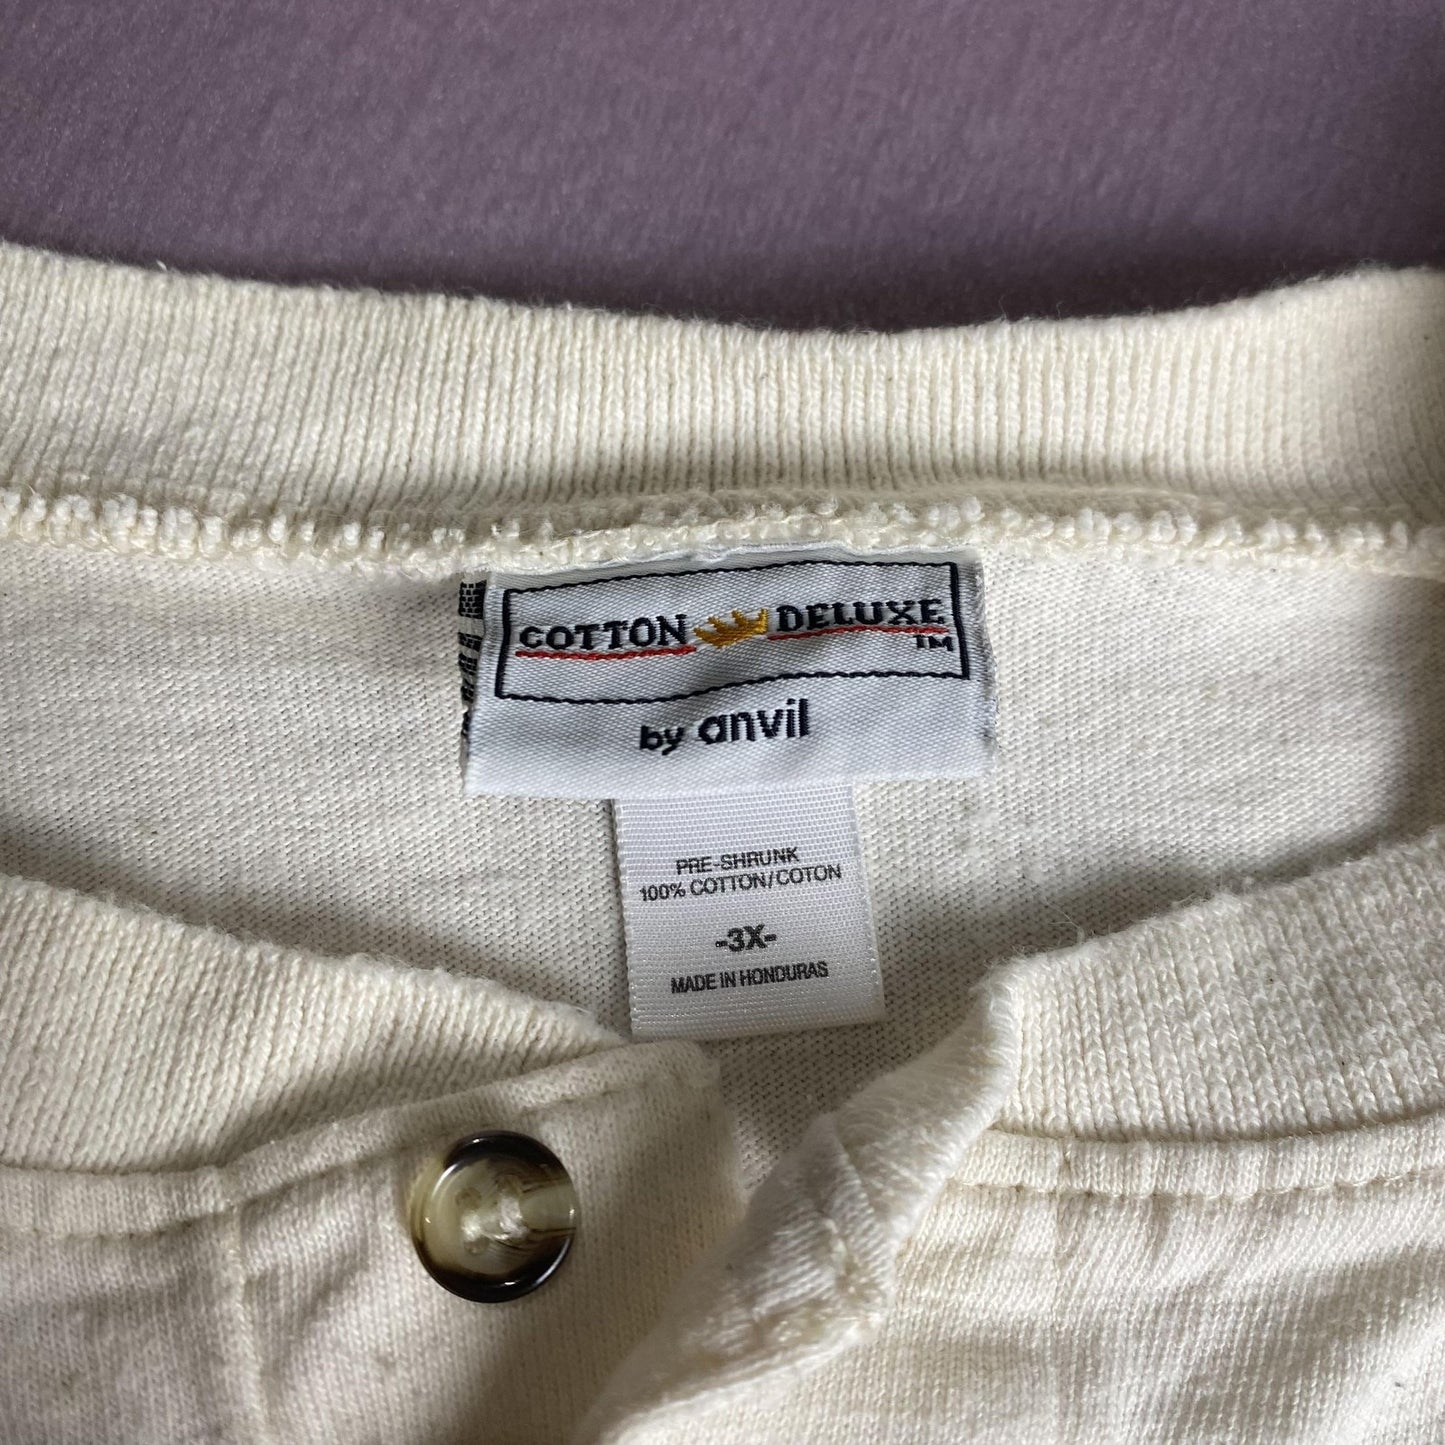 COTTON DELUXE
TM
by anvil
PRE-SHRUNK
100% COTTON/COTON
-3X-
MADE IN HONDURAS